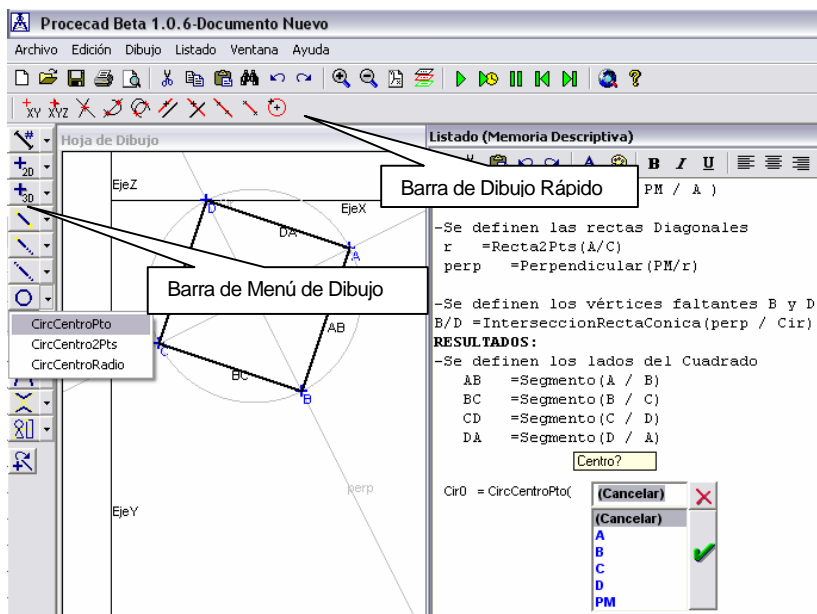 Procecad Beta 1.0.6-Documento Nuevo
Archivo Edición Dibujo Listado Ventana Ayuda
XY XYZ
Barra de Dibujo Rápido
Barra de Menú de Dibujo
#
2D
3D
CircCentroPto
CircCentro2Pts
CircCentroRadio
Hoja de Dibujo
EjeZ
EjeX
D
DA
A
AB
C
BC
B
perp
EjeY
Listado (Memoria Descriptiva)
A B I U
PM / A )
-Se definen las rectas Diagonales
r =Recta2Pts(A/C)
perp =Perpendicular(PM/r)
-Se definen los vértices faltantes B y D
B/D =InterseccionRectaConica(perp / Cir)
RESULTADOS:
-Se definen los lados del Cuadrado
AB =Segmento(A / B)
BC =Segmento(B / C)
CD =Segmento(C / D)
DA =Segmento(D / A)
Centro?
Cir0 = CircCentroPto( (Cancelar)
(Cancelar)
A
B
C
D
PM